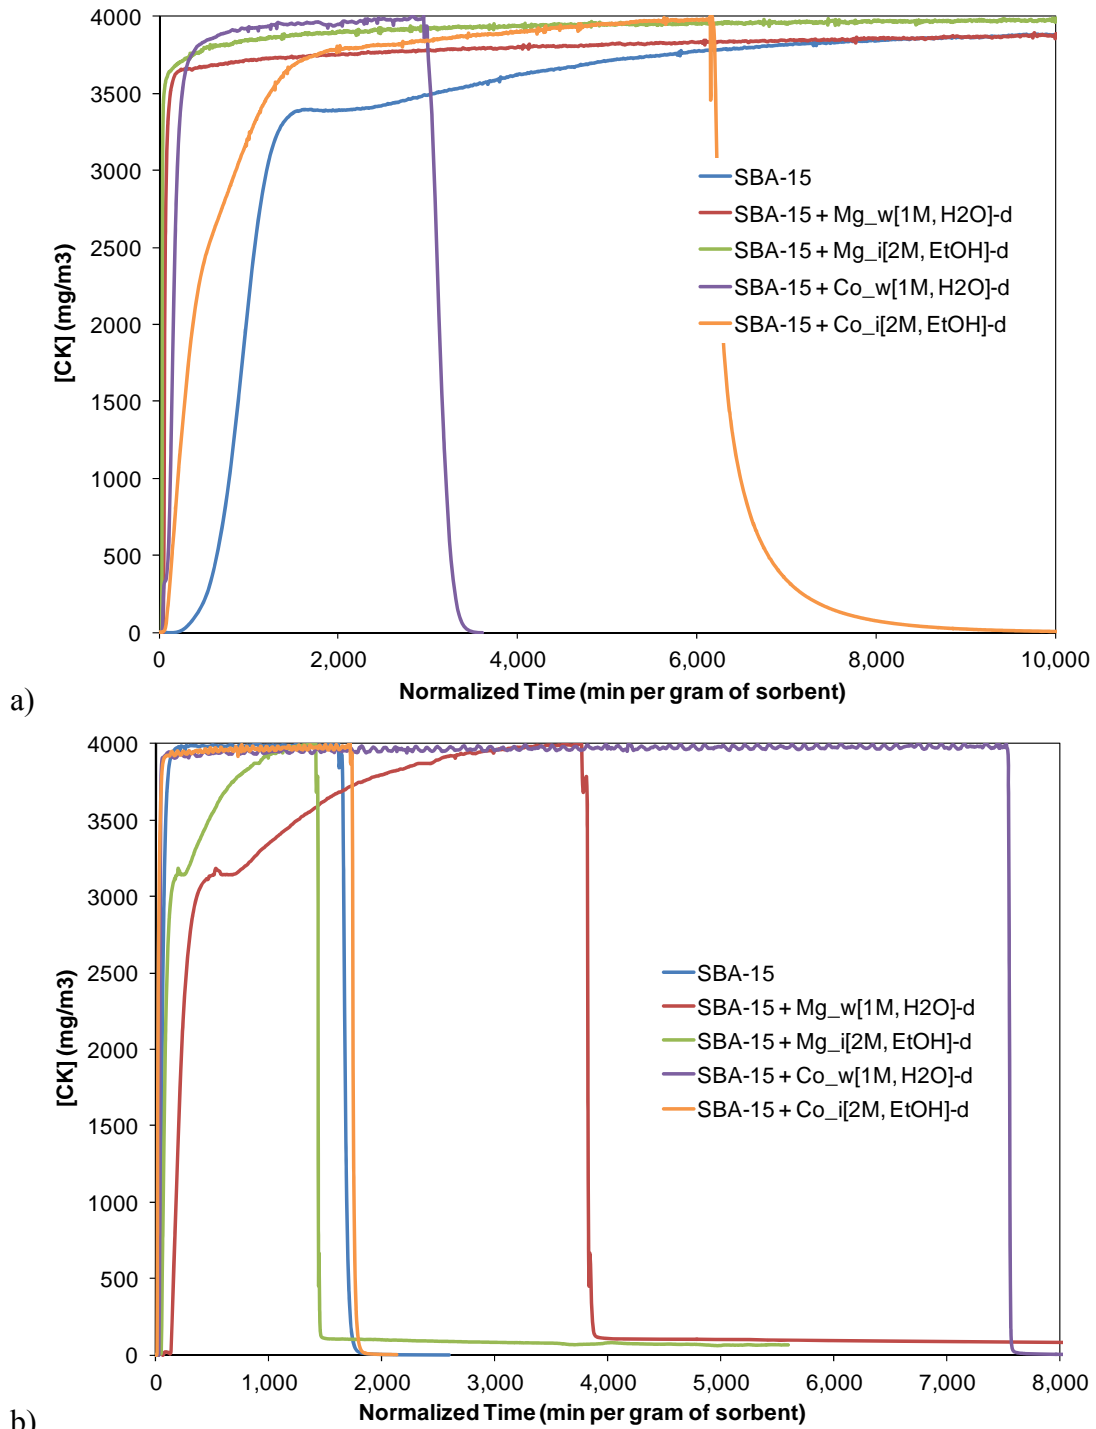 4000
3500
3000
2500
2000
1500
1000
500
0
[CK] (mg/m3)
SBA-15
SBA-15 + Mg_w[1M, H2O]-d
SBA-15 + Mg_i[2M, EtOH]-d
SBA-15 + Co_w[1M, H2O]-d
SBA-15 + Co_i[2M, EtOH]-d
0 2,000 4,000 6,000 8,000 10,000
Normalized Time (min per gram of sorbent)
a)
4000
3500
3000
2500
2000
1500
1000
500
0
[CK] (mg/m3)
SBA-15
SBA-15 + Mg_w[1M, H2O]-d
SBA-15 + Mg_i[2M, EtOH]-d
SBA-15 + Co_w[1M, H2O]-d
SBA-15 + Co_i[2M, EtOH]-d
0 1,000 2,000 3,000 4,000 5,000 6,000 7,000 8,000
Normalized Time (min per gram of sorbent)
b)